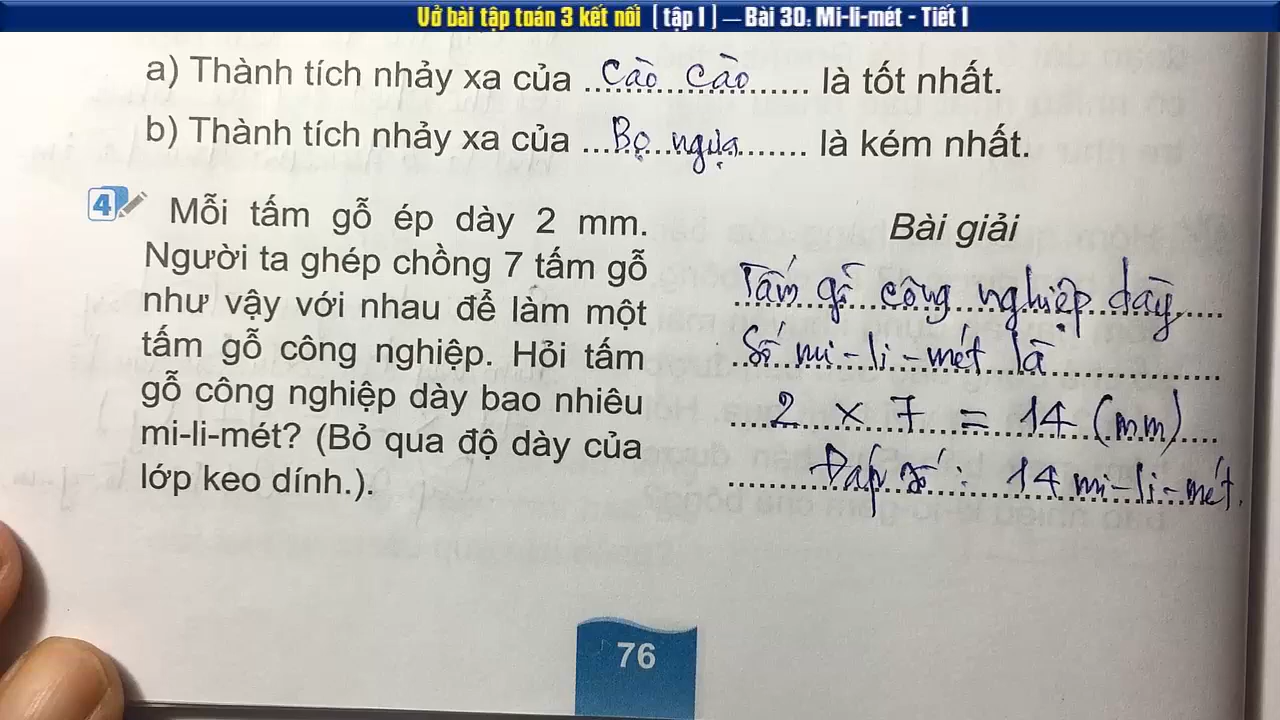 Vở bài tập toán 3 kết nối ( tập 1 ) – Bài 30: Mi-li-mét - Tiết 1
a) Thành tích nhảy xa của ...Cào Cào... là tốt nhất.
b) Thành tích nhảy xa của ...Bọ ngựa... là kém nhất.
4
Mỗi tấm gỗ ép dày 2 mm.
Người ta ghép chồng 7 tấm gỗ
như vậy với nhau để làm một
tấm gỗ công nghiệp. Hỏi tấm
gỗ công nghiệp dày bao nhiêu
mi-li-mét? (Bỏ qua độ dày của
lớp keo dính.).
Bài giải
Tấm gỗ công nghiệp dày
Số mi-li-mét là
2 x 7 = 14 (mm)
Đáp số : 14 mi-li-mét.
76